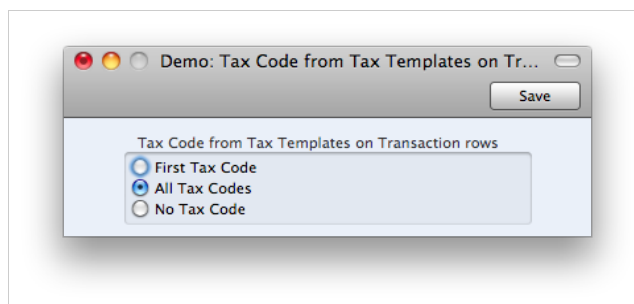 Demo: Tax Code from Tax Templates on Tr...
Save
Tax Code from Tax Templates on Transaction rows
First Tax Code
All Tax Codes
No Tax Code